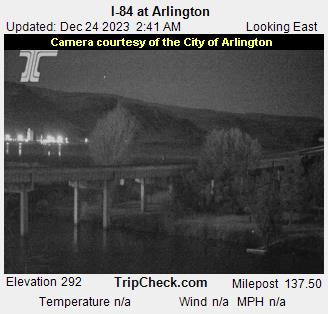 I-84 at Arlington
Updated: Dec 24 2023 2:41 AM Looking East
Camera courtesy of the City of Arlington
Elevation 292 TripCheck.com Milepost 137.50
Temperature n/a Wind n/a MPH n/a